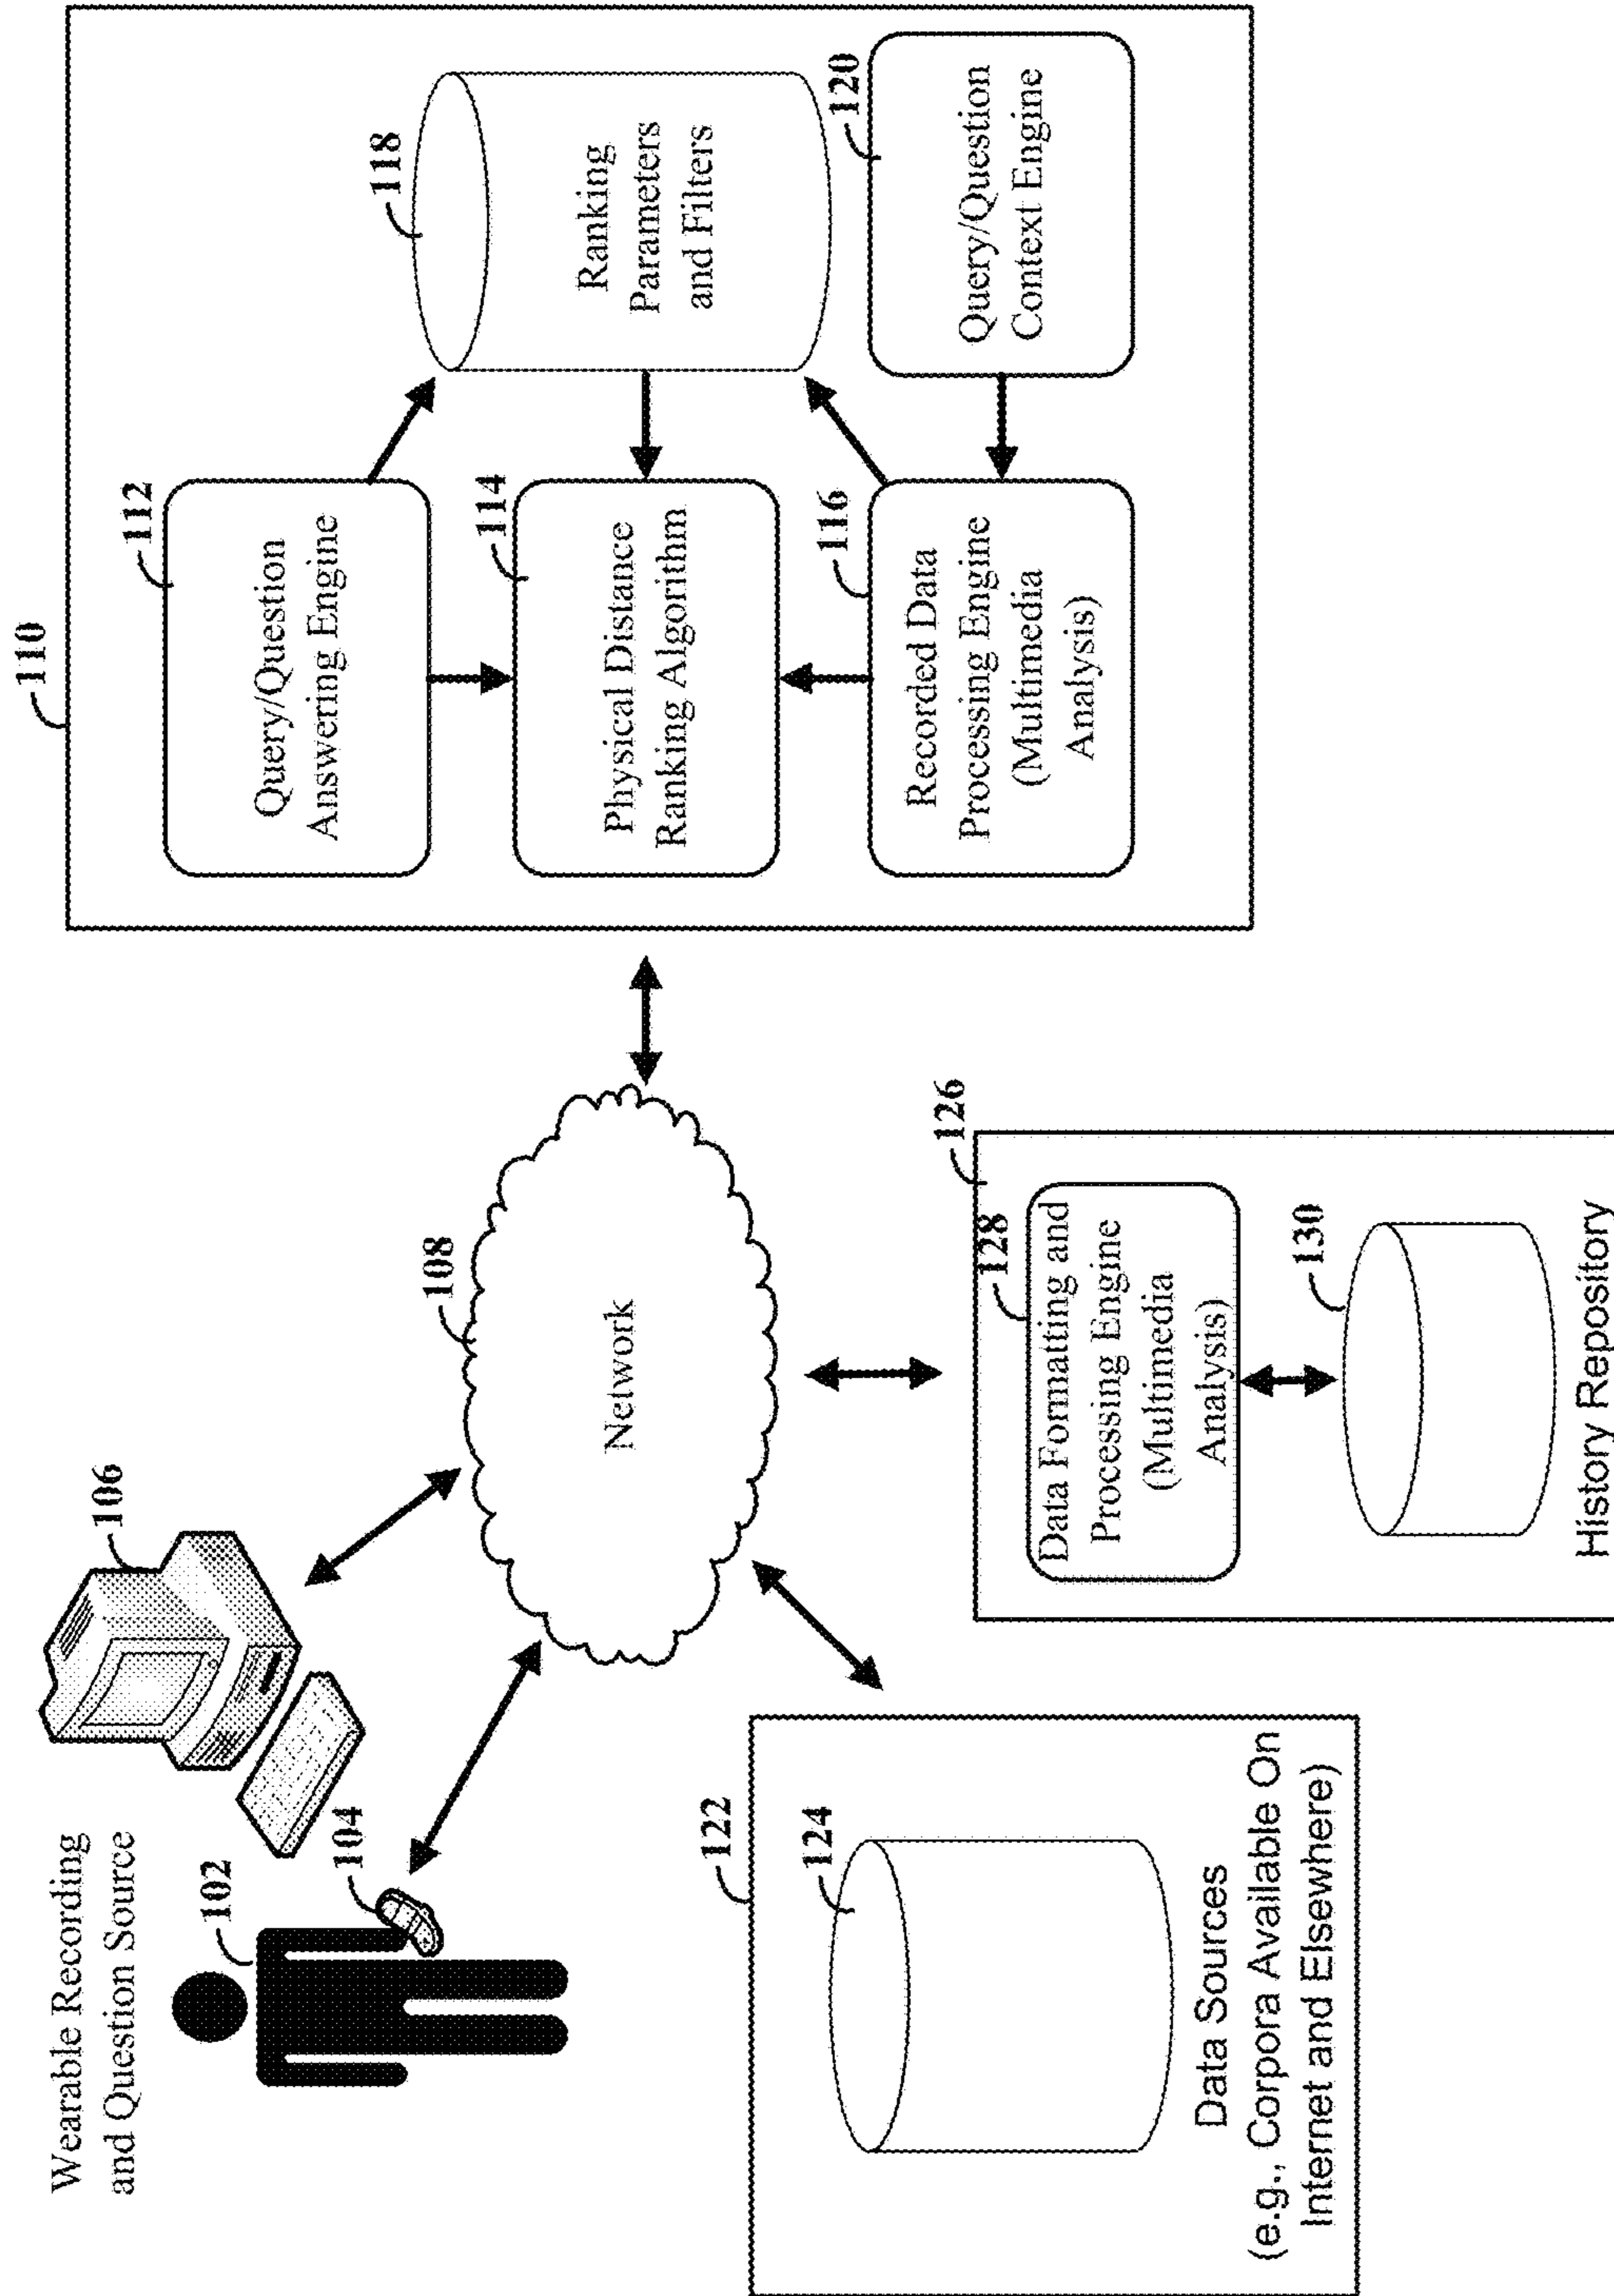 Wearable Recording
and Question Source
102
104
106
108
Network
110
112
Query/Question
Answering Engine
114
Physical Distance
Ranking Algorithm
116
Recorded Data
Processing Engine
(Multimedia
Analysis)
118
Ranking
Parameters
and Filters
120
Query/Question
Context Engine
122
124
Data Sources
(e.g., Corpora Available On
Internet and Elsewhere)
126
128
Data Formatting and
Processing Engine
(Multimedia
Analysis)
130
History Repository